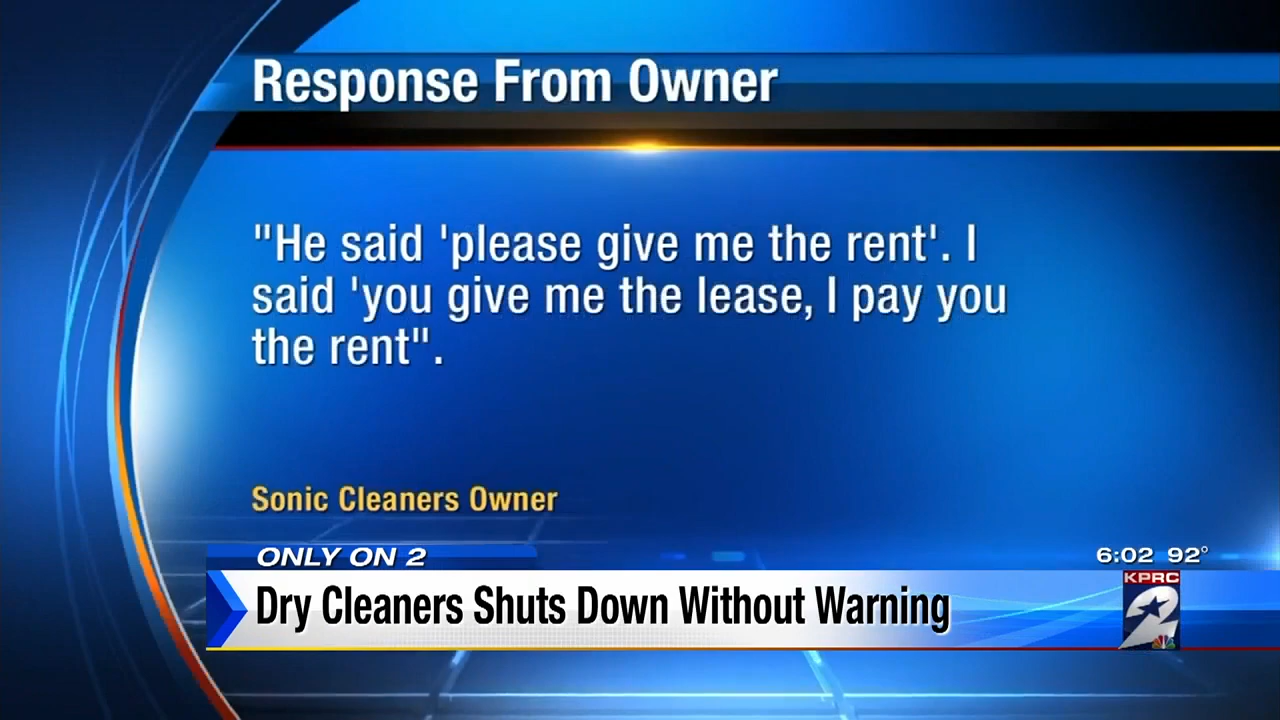 Response From Owner
"He said 'please give me the rent'. I
said 'you give me the lease, I pay you
the rent".
Sonic Cleaners Owner
ONLY ON 2
6:02 92°
Dry Cleaners Shuts Down Without Warning
KPRC
2